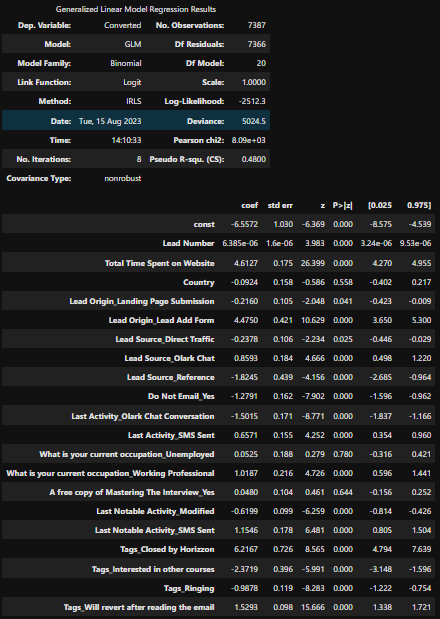 Generalized Linear Model Regression Results
Dep. Variable: Converted No. Observations: 7387
Model: GLM Df Residuals: 7366
Model Family: Binomial Df Model: 20
Link Function: Logit Scale: 1.0000
Method: IRLS Log-Likelihood: -2512.3
Date: Tue, 15 Aug 2023 Deviance: 5024.5
Time: 14:10:33 Pearson chi2: 8.09e+03
No. Iterations: 8 Pseudo R-squ. (CS): 0.4800
Covariance Type: nonrobust
coef std err z P>|z| [0.025 0.975]
const -6.5572 1.030 -6.369 0.000 -8.575 -4.539
Lead Number 6.385e-06 1.6e-06 3.983 0.000 3.24e-06 9.53e-06
Total Time Spent on Website 4.6127 0.175 26.399 0.000 4.270 4.955
Country -0.0924 0.158 -0.586 0.558 -0.402 0.217
Lead Origin_Landing Page Submission -0.2160 0.105 -2.048 0.041 -0.423 -0.009
Lead Origin_Lead Add Form 4.4750 0.421 10.629 0.000 3.650 5.300
Lead Source_Direct Traffic -0.2378 0.106 -2.234 0.025 -0.446 -0.029
Lead Source_Olark Chat 0.8593 0.184 4.666 0.000 0.498 1.220
Lead Source_Reference -1.8245 0.439 -4.156 0.000 -2.685 -0.964
Do Not Email_Yes -1.2791 0.162 -7.902 0.000 -1.596 -0.962
Last Activity_Olark Chat Conversation -1.5015 0.171 -8.771 0.000 -1.837 -1.166
Last Activity_SMS Sent 0.6571 0.155 4.252 0.000 0.354 0.960
What is your current occupation_Unemployed 0.0525 0.188 0.279 0.780 -0.316 0.421
What is your current occupation_Working Professional 1.0187 0.216 4.726 0.000 0.596 1.441
A free copy of Mastering The Interview_Yes 0.0480 0.104 0.461 0.644 -0.156 0.252
Last Notable Activity_Modified -0.6199 0.099 -6.259 0.000 -0.814 -0.426
Last Notable Activity_SMS Sent 1.1546 0.178 6.481 0.000 0.805 1.504
Tags_Closed by Horizzon 6.2167 0.726 8.565 0.000 4.794 7.639
Tags_Interested in other courses -2.3719 0.396 -5.991 0.000 -3.148 -1.596
Tags_Ringing -0.9878 0.119 -8.283 0.000 -1.222 -0.754
Tags_Will revert after reading the email 1.5293 0.098 15.666 0.000 1.338 1.721